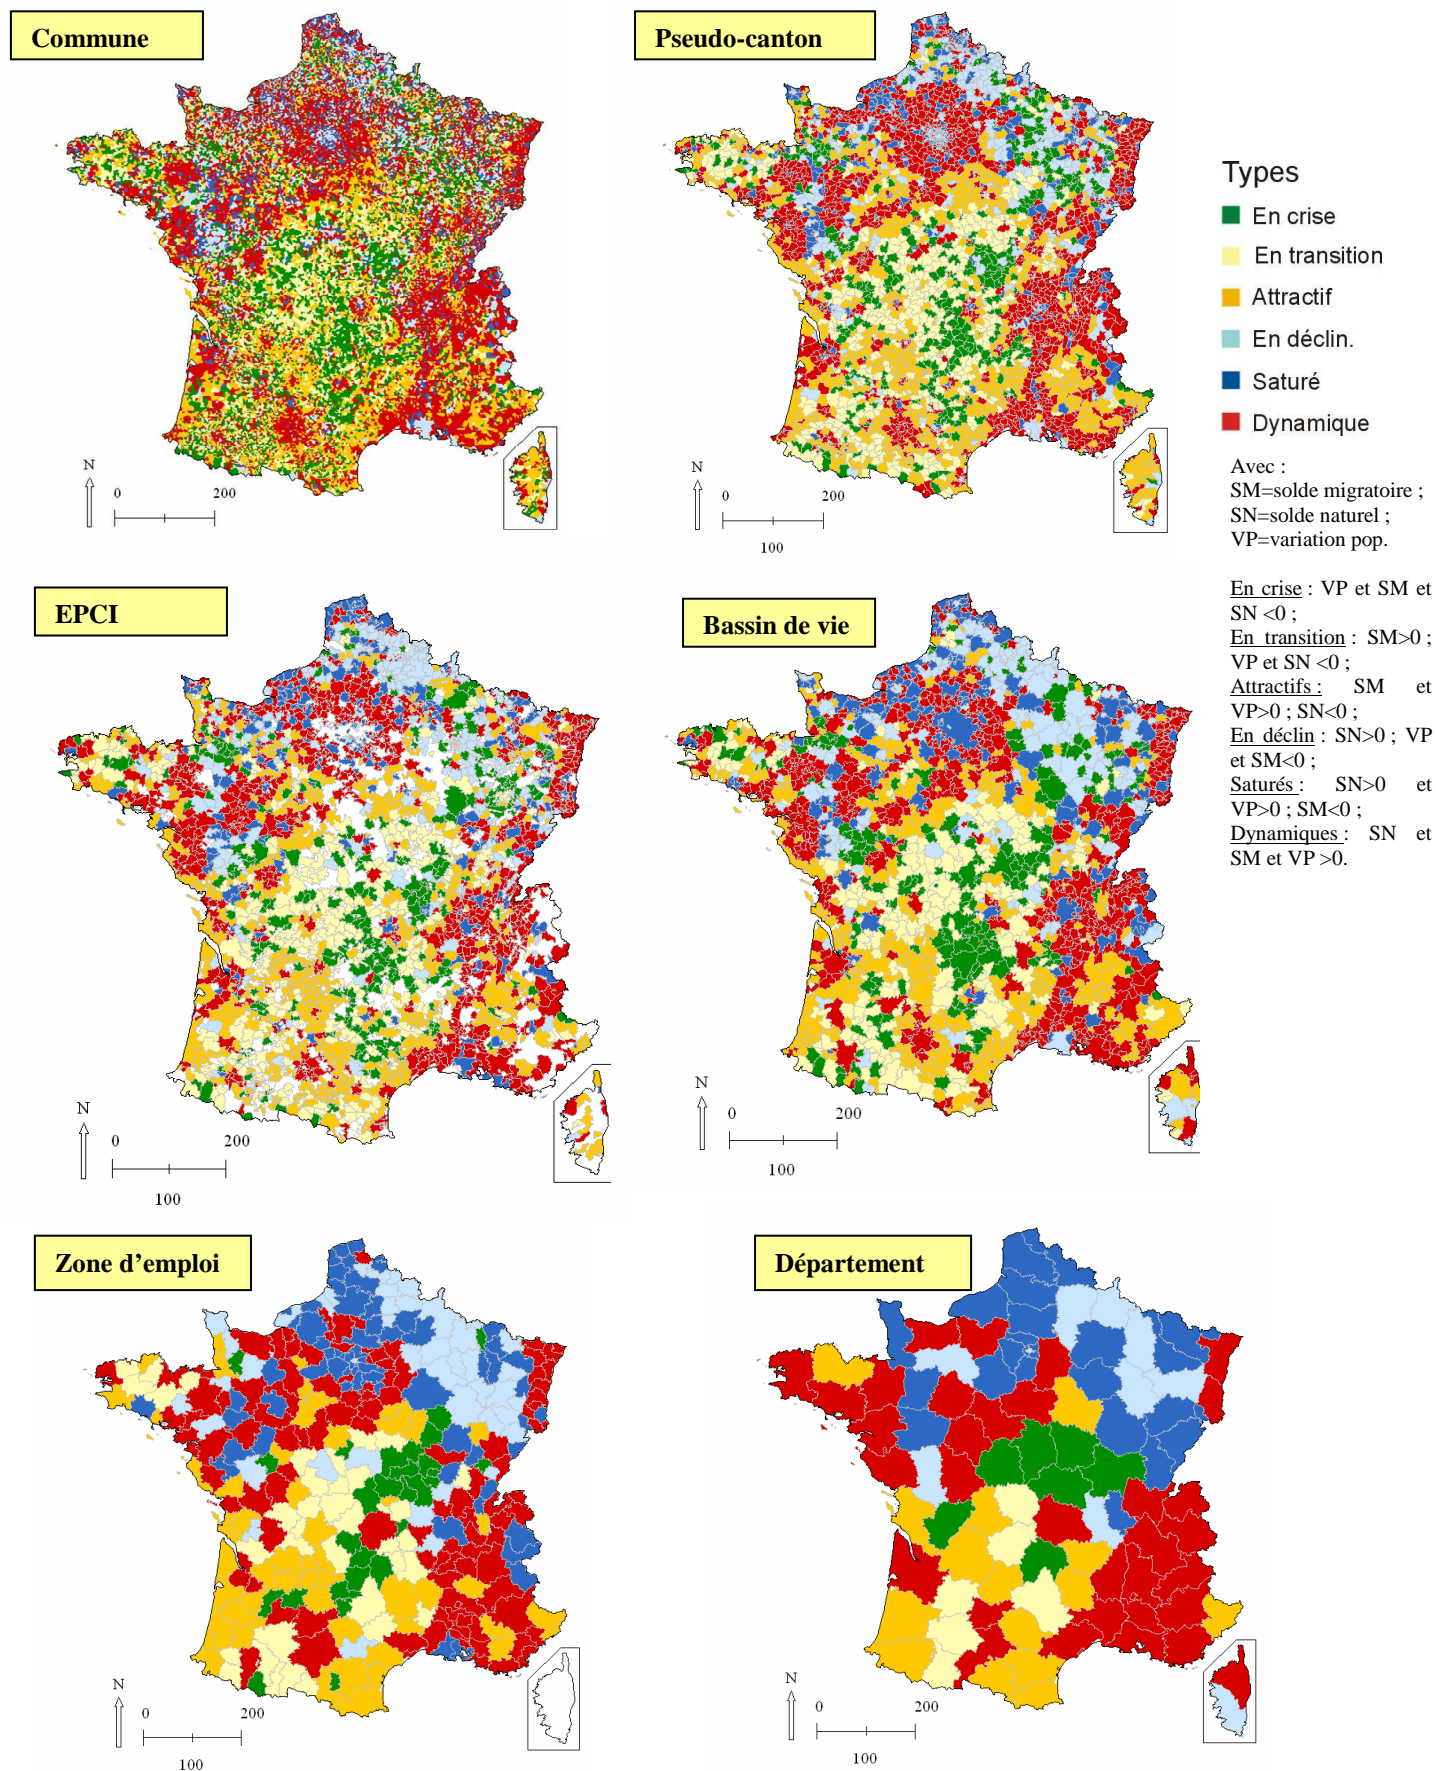 Commune
Pseudo-canton
Types
En crise
En transition
Attractif
En déclin.
Saturé
Dynamique
Avec :
SM=solde migratoire ;
SN=solde naturel ;
VP=variation pop.
En crise : VP et SM et
SN <0 ;
En transition : SM>0 ;
VP et SN <0 ;
Attractifs : SM et
VP>0 ; SN<0 ;
En déclin : SN>0 ; VP
et SM<0 ;
Saturés : SN>0 et
VP>0 ; SM<0 ;
Dynamiques : SN et
SM et VP >0.
N
0 200
N
0 200
100
EPCI
Bassin de vie
N
0 200
100
N
0 200
100
Zone d'emploi
Département
N
0 200
100
N
0 200
100